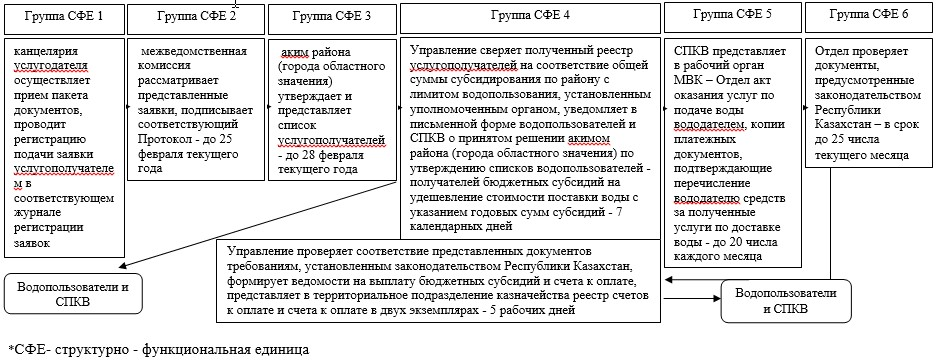 Группа СФЕ 1
Группа СФЕ 2
Группа СФЕ 3
Группа СФЕ 4
Группа СФЕ 5
Группа СФЕ 6
канцелярия
услугодателя
осуществляет
прием пакета
документов,
проводит
регистрацию
подачи заявки
услугополучателе
м в
соответствующем
журнале
регистрации
заявок
межведомственная
комиссия
рассматривает
представленные
заявки, подписывает
соответствующий
Протокол - до 25
февраля текущего
года
аким района
(города областного
значения)
утверждает и
представляет
список
услугополучателей
- до 28 февраля
текущего года
Управление сверяет полученный реестр
услугополучателей на соответствие общей
суммы субсидирования по району с
лимитом водопользования, установленным
уполномоченным органом, уведомляет в
письменной форме водопользователей и
СПКВ о принятом решении акимом
района (города областного значения) по
утверждению списков водопользователей -
получателей бюджетных субсидий на
удешевление стоимости поставки воды с
указанием годовых сумм субсидий - 7
календарных дней
СПКВ представляет
в рабочий орган
МВК – Отдел акт
оказания услуг по
подаче воды
вододателем, копии
платежных
документов,
подтверждающие
перечисление
вододателю средств
за полученные
услуги по доставке
воды - до 20 числа
каждого месяца
Отдел проверяет
документы,
предусмотренные
законодательством
Республики
Казахстан – в срок
до 25 числа
текущего месяца
Управление проверяет соответствие представленных документов
требованиям, установленным законодательством Республики Казахстан,
формирует ведомости на выплату бюджетных субсидий и счета к оплате,
представляет в территориальное подразделение казначейства реестр счетов
к оплате и счета к оплате в двух экземплярах - 5 рабочих дней
Водопользователи и
СПКВ
Водопользователи
и СПКВ
*СФЕ- структурно - функциональная единица